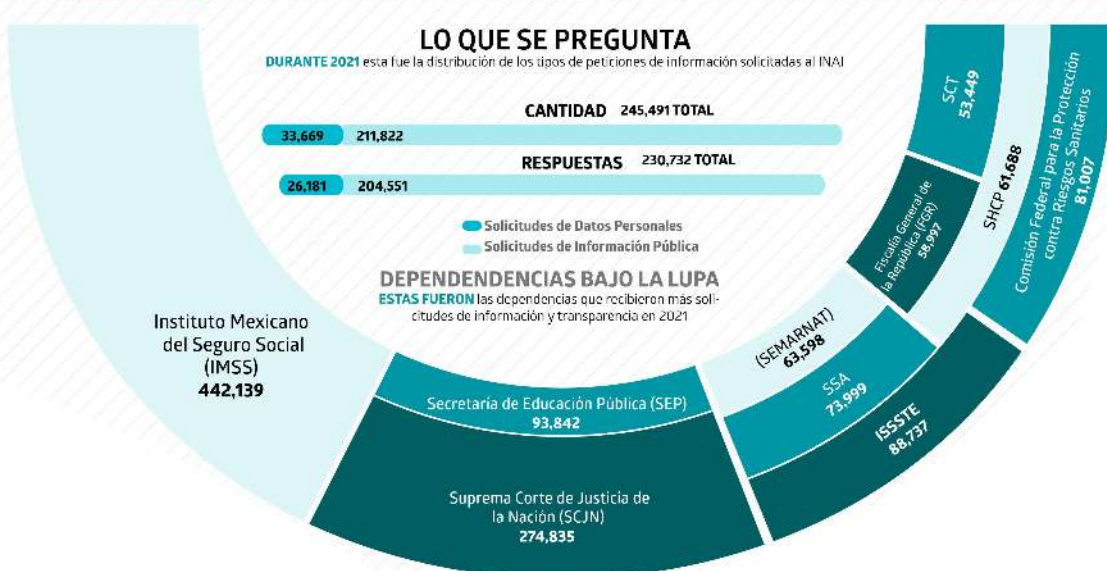 LO QUE SE PREGUNTA
DURANTE 2021 esta fue la distribución de los tipos de peticiones de información solicitadas al INAI
CANTIDAD 245,491 TOTAL
33,669 211,822
RESPUESTAS 230,732 TOTAL
26,181 204,551
Solicitudes de Datos Personales
Solicitudes de Información Pública
DEPENDENDENCIAS BAJO LA LUPA
ESTAS FUERON las dependencias que recibieron más soli-
citudes de información y transparencia en 2021
Instituto Mexicano
del Seguro Social
(IMSS)
442,139
Secretaría de Educación Pública (SEP)
93,842
Suprema Corte de Justicia de
la Nación (SCJN)
274,835
(SEMARNAT)
63,598
SSA
73,999
ISSSTE
88,737
Fiscalía General de
la República (FGR)
58,997
SCT
53,449
SHCP 61,688
Comisión Federal para la Protección
contra Riesgos Sanitarios
81,007